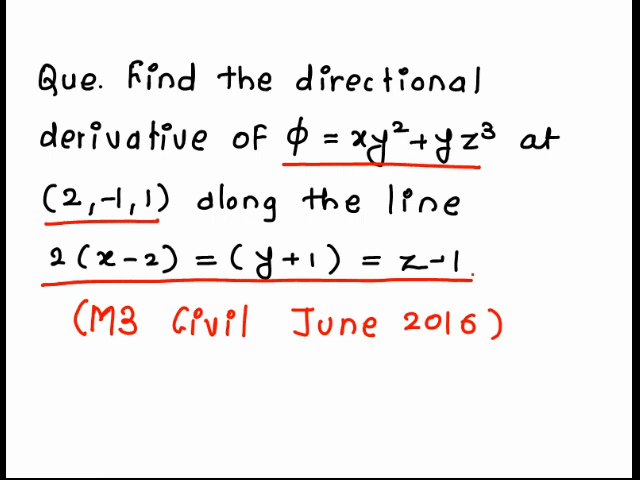 Que. Find the directional
derivative of ϕ = xy² + yz³ at
(2,-1,1) along the line
2(x-2) = (y+1) = z-1.
(M3 Civil June 2016)